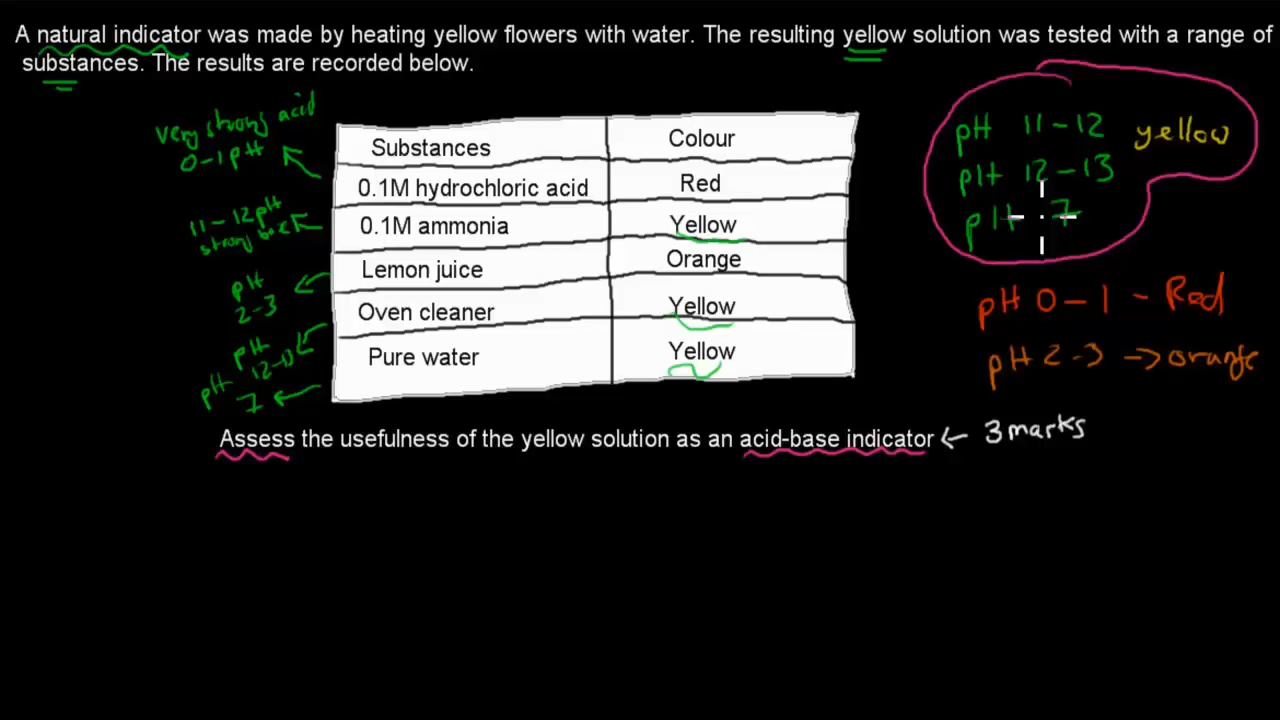 A natural indicator was made by heating yellow flowers with water. The resulting yellow solution was tested with a range of
substances. The results are recorded below.
very strong acid
0-1 pH
11-12 pH
strong base
pH
2-3
pH
12-13
pH
7
Substances Colour
0.1M hydrochloric acid Red
0.1M ammonia Yellow
Lemon juice Orange
Oven cleaner Yellow
Pure water Yellow
pH 11-12 yellow
pH 12-13
pH 7
pH 0-1 - Red
pH 2-3 → orange
Assess the usefulness of the yellow solution as an acid-base indicator ← 3 marks